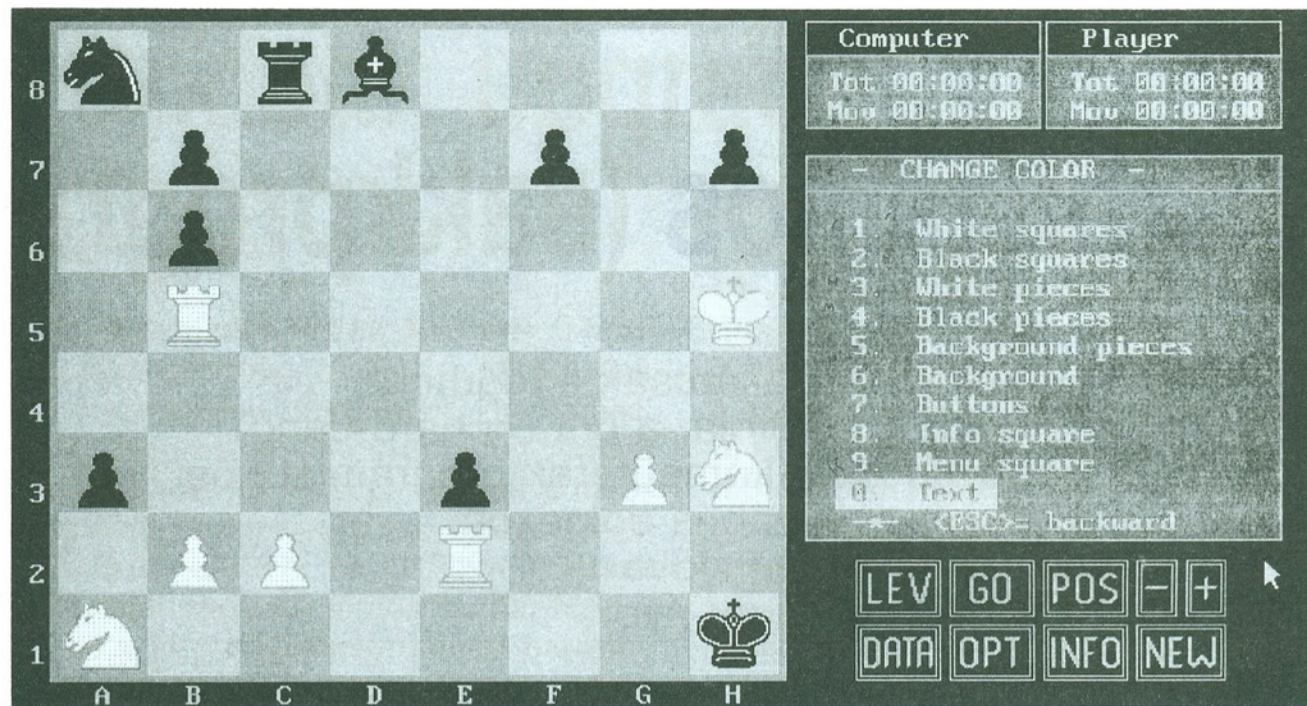 8
7
6
5
4
3
2
1
A B C D E F G H
Computer Player
Tot 00:00:00 Tot 00:00:00
Mov 00:00:00 Mov 00:00:00
- CHANGE COLOR -
1. White squares
2. Black squares
3. White pieces
4. Black pieces
5. Background pieces
6. Background
7. Buttons
8. Info square
9. Menu square
0. Text
-*- <ESC>= backward
LEV GO POS - +
DATA OPT INFO NEW